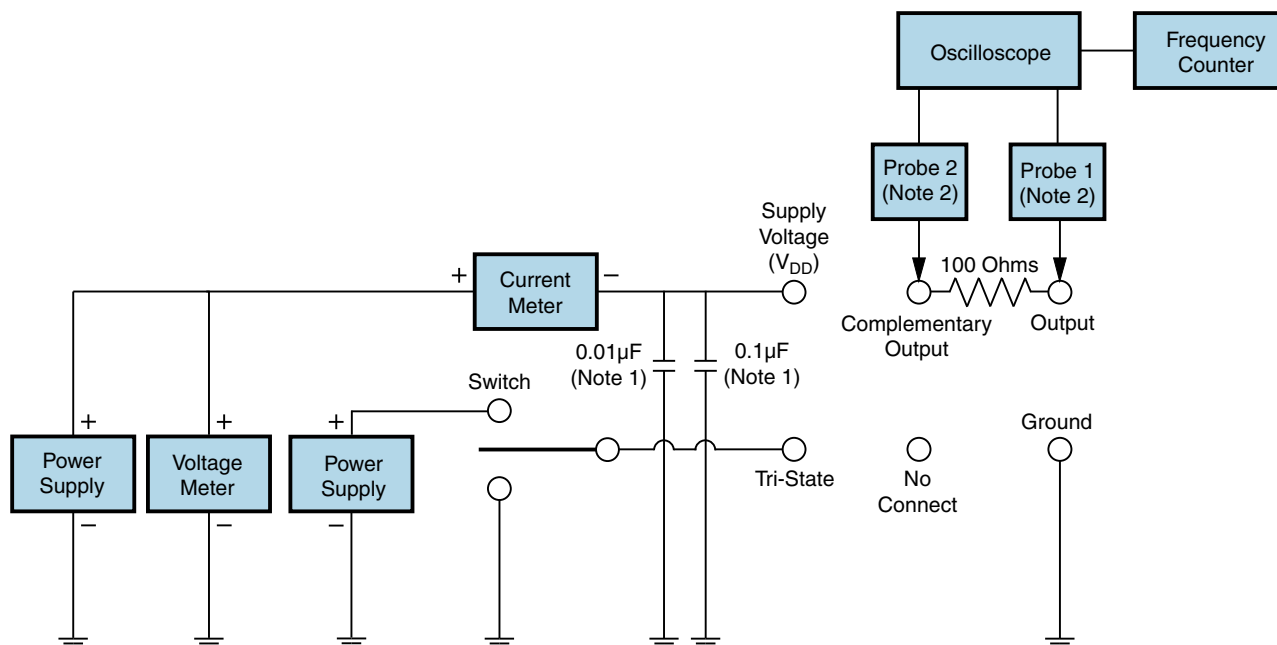 Oscilloscope
Frequency
Counter
Probe 2
(Note 2)
Probe 1
(Note 2)
Supply
Voltage
(VDD)
100 Ohms
Complementary
Output
Output
+
Current
Meter
−
0.01µF
(Note 1)
0.1µF
(Note 1)
Switch
+
Power
Supply
−
+
Voltage
Meter
−
+
Power
Supply
−
Tri-State
No
Connect
Ground